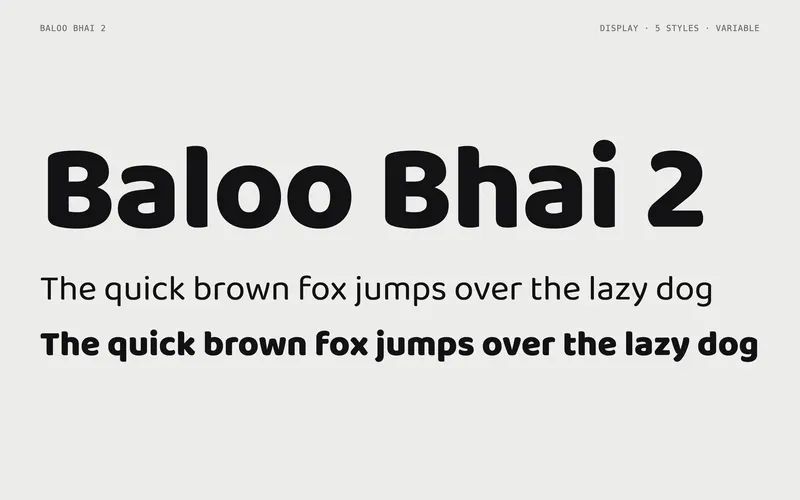 BALOO BHAI 2
DISPLAY · 5 STYLES · VARIABLE
Baloo Bhai 2
The quick brown fox jumps over the lazy dog
The quick brown fox jumps over the lazy dog